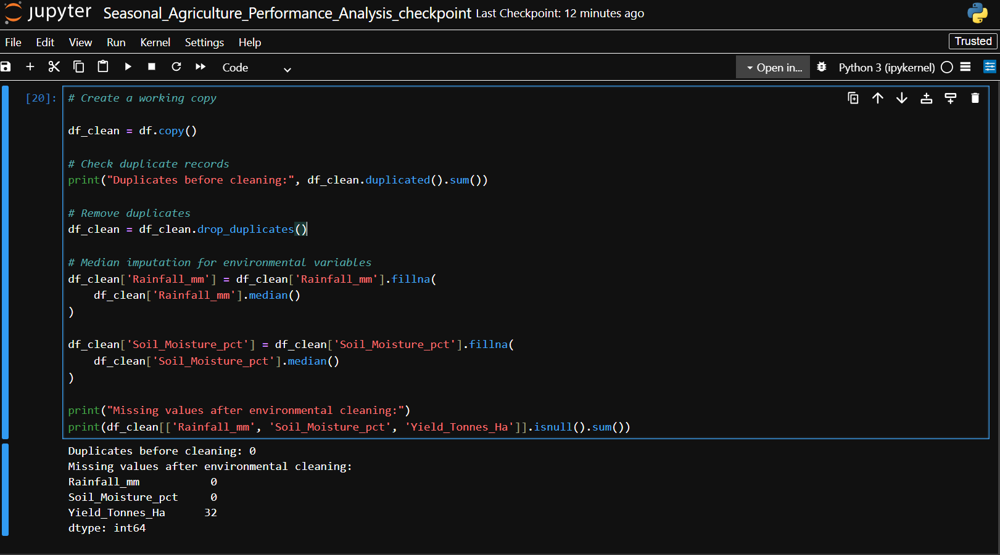 jupyter Seasonal_Agriculture_Performance_Analysis_checkpoint Last Checkpoint: 12 minutes ago
File Edit View Run Kernel Settings Help Trusted
Code Open in... Python 3 (ipykernel)
[20]: # Create a working copy
df_clean = df.copy()
# Check duplicate records
print("Duplicates before cleaning:", df_clean.duplicated().sum())
# Remove duplicates
df_clean = df_clean.drop_duplicates()
# Median imputation for environmental variables
df_clean['Rainfall_mm'] = df_clean['Rainfall_mm'].fillna(
    df_clean['Rainfall_mm'].median()
)
df_clean['Soil_Moisture_pct'] = df_clean['Soil_Moisture_pct'].fillna(
    df_clean['Soil_Moisture_pct'].median()
)
print("Missing values after environmental cleaning:")
print(df_clean[['Rainfall_mm', 'Soil_Moisture_pct', 'Yield_Tonnes_Ha']].isnull().sum())
Duplicates before cleaning: 0
Missing values after environmental cleaning:
Rainfall_mm 0
Soil_Moisture_pct 0
Yield_Tonnes_Ha 32
dtype: int64